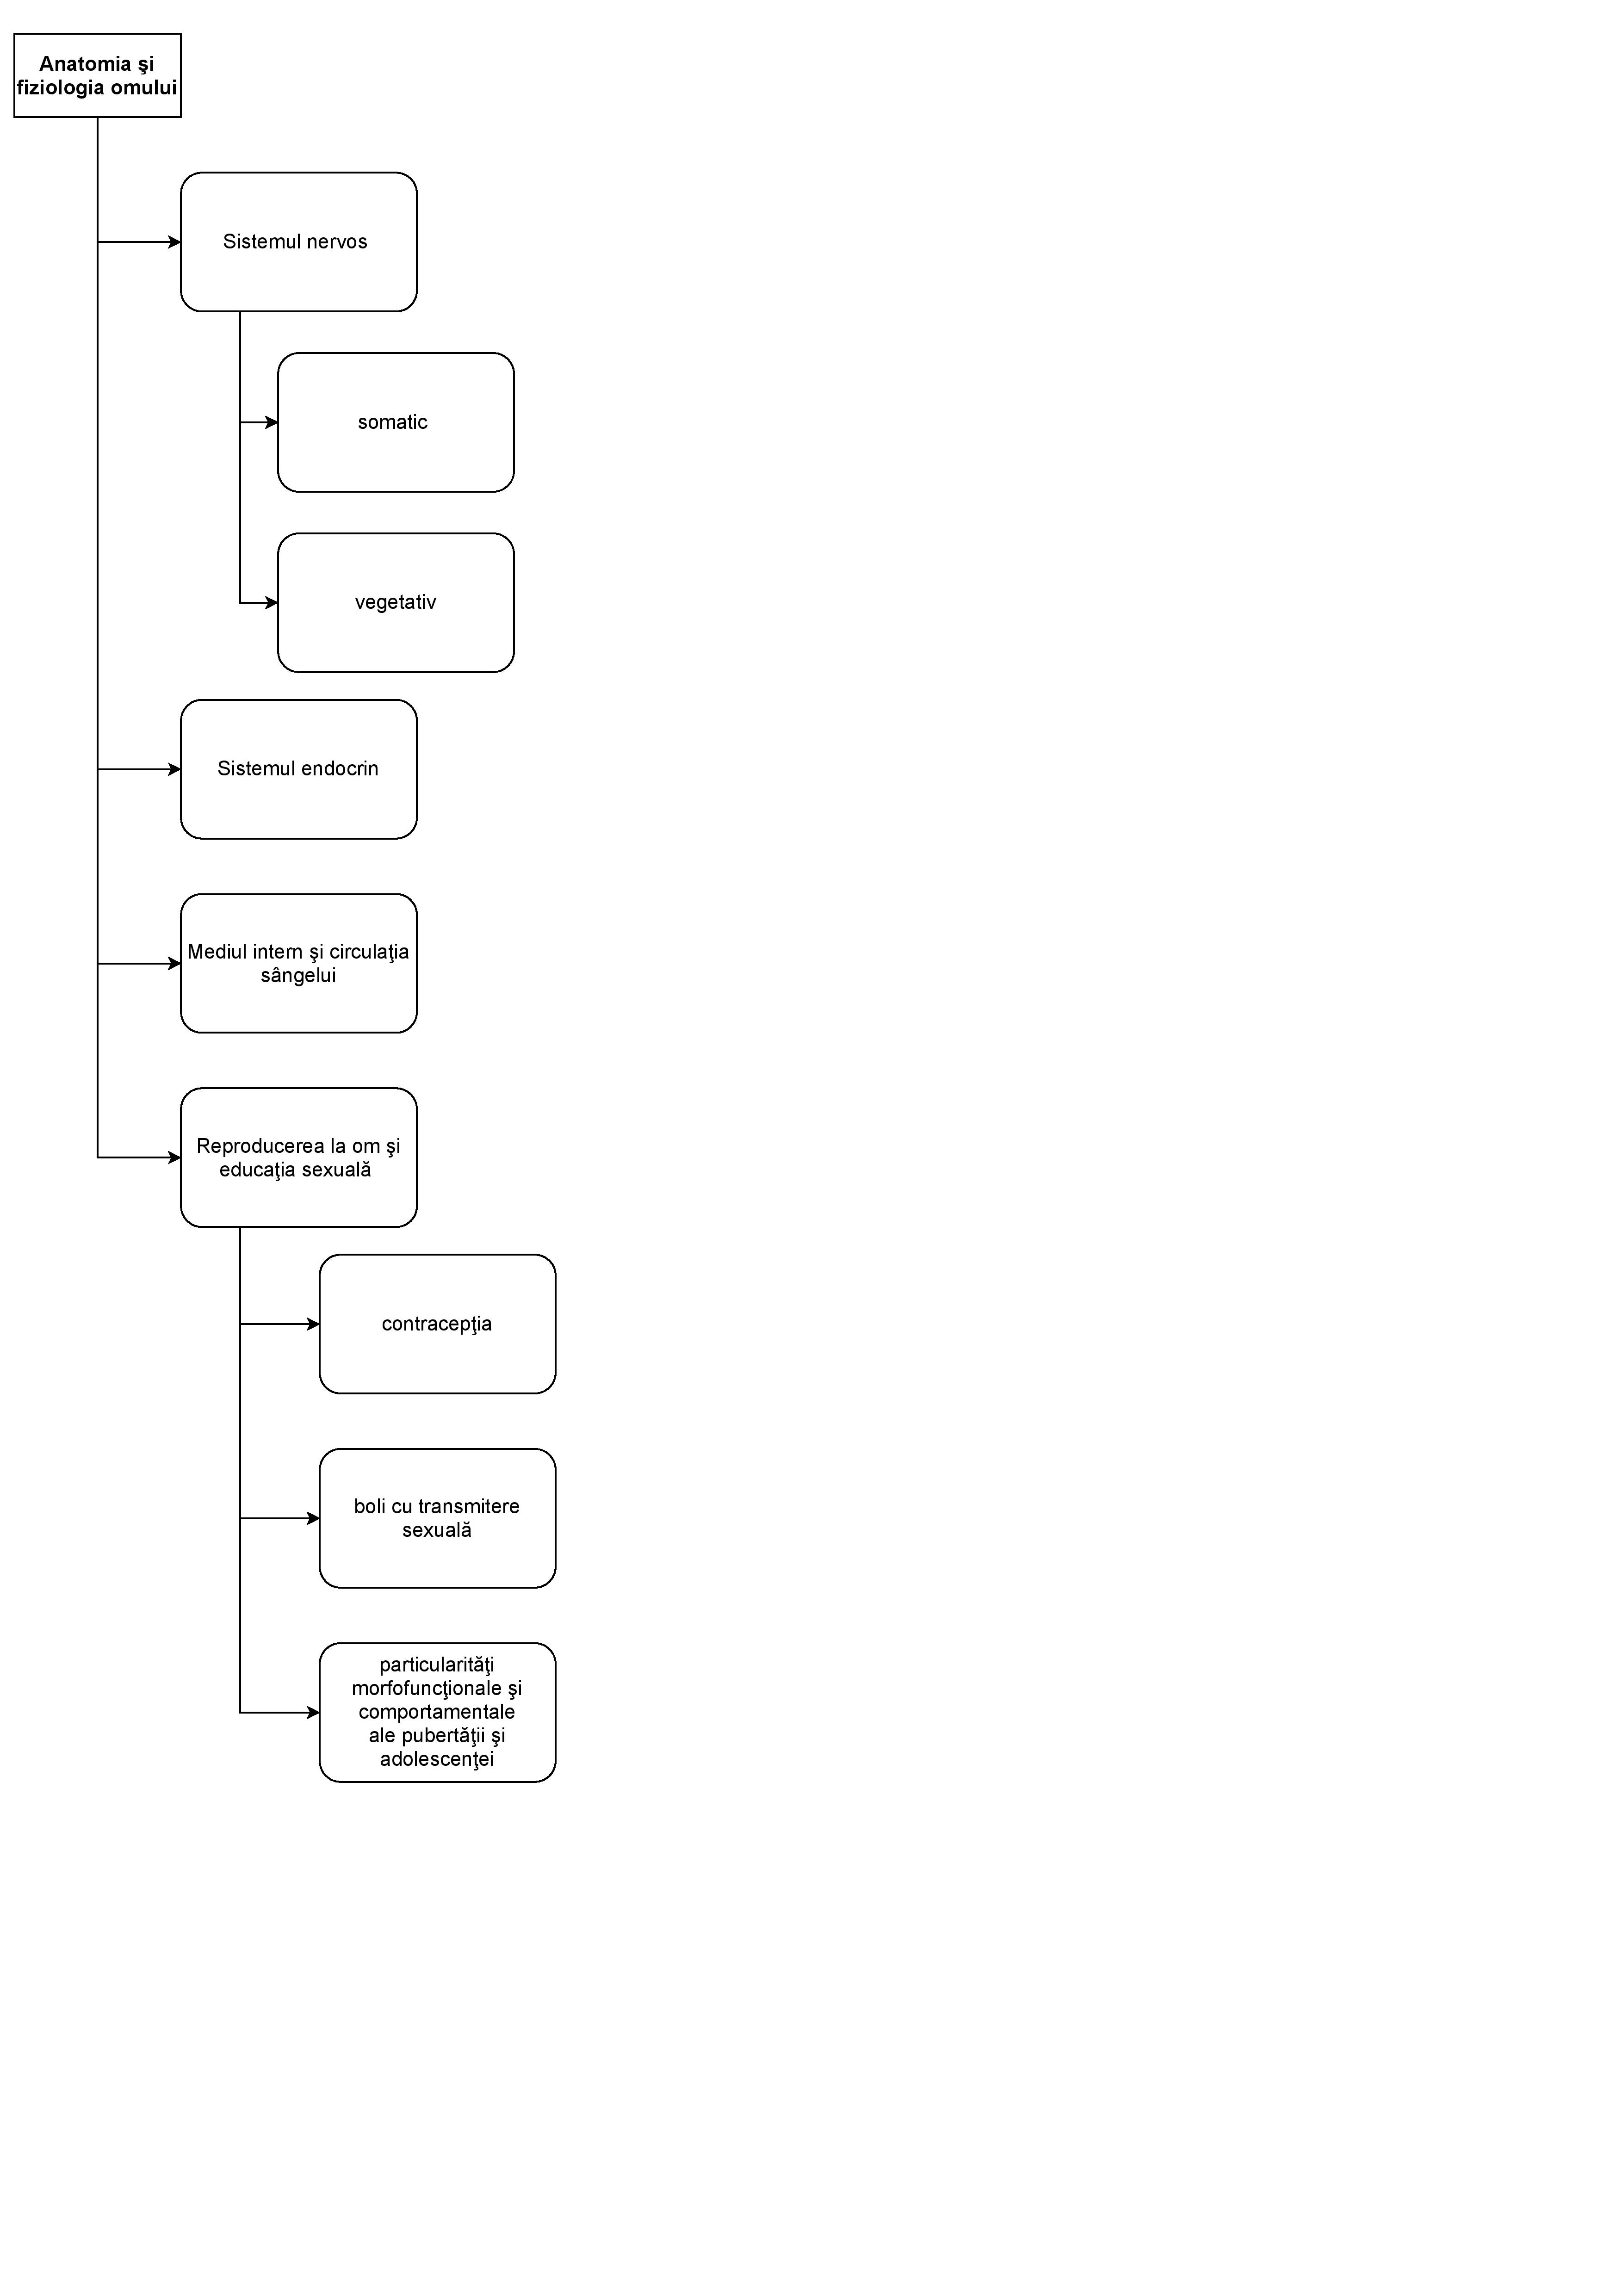 Anatomia şi
fiziologia omului
Sistemul nervos
somatic
vegetativ
Sistemul endocrin
Mediul intern şi circulaţia
sângelui
Reproducerea la om şi
educaţia sexuală
contracepţia
boli cu transmitere
sexuală
particularităţi
morfofuncţionale şi
comportamentale
ale pubertăţii şi
adolescenţei